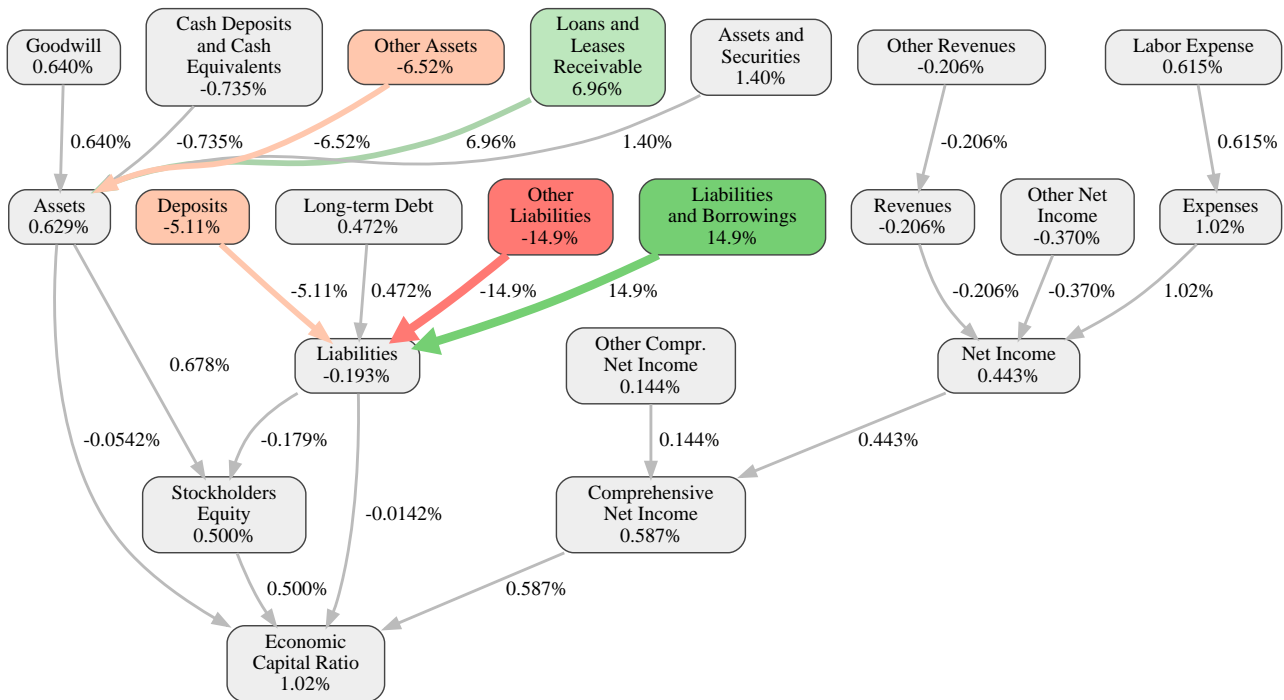 Goodwill
0.640%
Cash Deposits
and Cash
Equivalents
-0.735%
Other Assets
-6.52%
Loans and
Leases
Receivable
6.96%
Assets and
Securities
1.40%
Other Revenues
-0.206%
Labor Expense
0.615%
0.640%
-0.735%
-6.52%
6.96%
1.40%
-0.206%
0.615%
Assets
0.629%
Deposits
-5.11%
Long-term Debt
0.472%
Other
Liabilities
-14.9%
Liabilities
and Borrowings
14.9%
Revenues
-0.206%
Other Net
Income
-0.370%
Expenses
1.02%
-5.11%
0.472%
-14.9%
14.9%
-0.206%
-0.370%
1.02%
Liabilities
-0.193%
Other Compr.
Net Income
0.144%
Net Income
0.443%
0.678%
-0.0542%
-0.179%
0.144%
0.443%
Stockholders
Equity
0.500%
-0.0142%
Comprehensive
Net Income
0.587%
0.500%
0.587%
Economic
Capital Ratio
1.02%